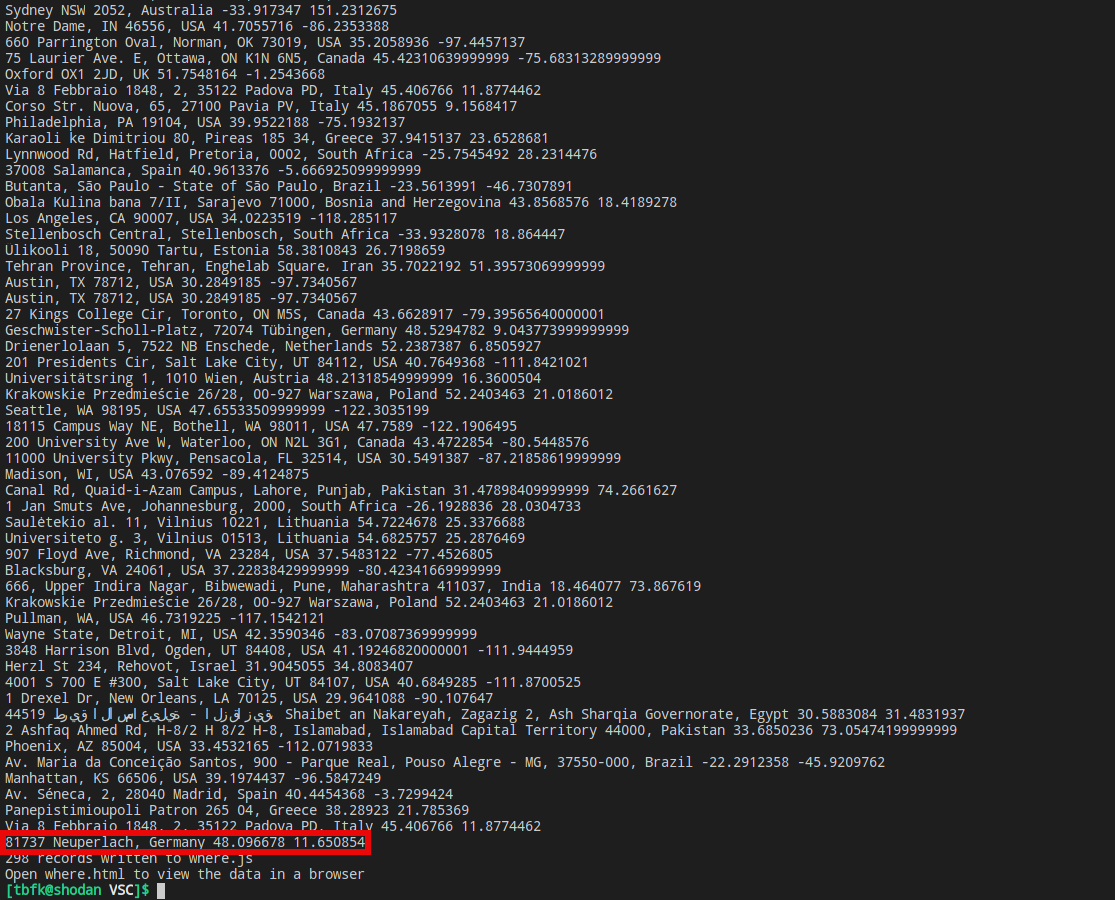 Sydney NSW 2052, Australia -33.917347 151.2312675
Notre Dame, IN 46556, USA 41.7055716 -86.2353388
660 Parrington Oval, Norman, OK 73019, USA 35.2058936 -97.4457137
75 Laurier Ave. E, Ottawa, ON K1N 6N5, Canada 45.42310639999999 -75.68313289999999
Oxford OX1 2JD, UK 51.7548164 -1.2543668
Via 8 Febbraio 1848, 2, 35122 Padova PD, Italy 45.406766 11.8774462
Corso Str. Nuova, 65, 27100 Pavia PV, Italy 45.1867055 9.1568417
Philadelphia, PA 19104, USA 39.9522188 -75.1932137
Karaoli ke Dimitriou 80, Pireas 185 34, Greece 37.9415137 23.6528681
Lynnwood Rd, Hatfield, Pretoria, 0002, South Africa -25.7545492 28.2314476
37008 Salamanca, Spain 40.9613376 -5.666925099999999
Butanta, São Paulo - State of São Paulo, Brazil -23.5613991 -46.7307891
Obala Kulina bana 7/II, Sarajevo 71000, Bosnia and Herzegovina 43.8568576 18.4189278
Los Angeles, CA 90007, USA 34.0223519 -118.285117
Stellenbosch Central, Stellenbosch, South Africa -33.9328078 18.864447
Ülikooli 18, 50090 Tartu, Estonia 58.3810843 26.7198659
Tehran Province, Tehran, Enghelab Square، Iran 35.7022192 51.39573069999999
Austin, TX 78712, USA 30.2849185 -97.7340567
Austin, TX 78712, USA 30.2849185 -97.7340567
27 Kings College Cir, Toronto, ON M5S, Canada 43.6628917 -79.39565640000001
Geschwister-Scholl-Platz, 72074 Tübingen, Germany 48.5294782 9.043773999999999
Drienerlolaan 5, 7522 NB Enschede, Netherlands 52.2387387 6.8505927
201 Presidents Cir, Salt Lake City, UT 84112, USA 40.7649368 -111.8421021
Universitätsring 1, 1010 Wien, Austria 48.21318549999999 16.3600504
Krakowskie Przedmieście 26/28, 00-927 Warszawa, Poland 52.2403463 21.0186012
Seattle, WA 98195, USA 47.65533509999999 -122.3035199
18115 Campus Way NE, Bothell, WA 98011, USA 47.7589 -122.1906495
200 University Ave W, Waterloo, ON N2L 3G1, Canada 43.4722854 -80.5448576
11000 University Pkwy, Pensacola, FL 32514, USA 30.5491387 -87.21858619999999
Madison, WI, USA 43.076592 -89.4124875
Canal Rd, Quaid-i-Azam Campus, Lahore, Punjab, Pakistan 31.47898409999999 74.2661627
1 Jan Smuts Ave, Johannesburg, 2000, South Africa -26.1928836 28.0304733
Saulėtekio al. 11, Vilnius 10221, Lithuania 54.7224678 25.3376688
Universiteto g. 3, Vilnius 01513, Lithuania 54.6825757 25.2876469
907 Floyd Ave, Richmond, VA 23284, USA 37.5483122 -77.4526805
Blacksburg, VA 24061, USA 37.22838429999999 -80.42341669999999
666, Upper Indira Nagar, Bibwewadi, Pune, Maharashtra 411037, India 18.464077 73.867619
Krakowskie Przedmieście 26/28, 00-927 Warszawa, Poland 52.2403463 21.0186012
Pullman, WA, USA 46.7319225 -117.1542121
Wayne State, Detroit, MI, USA 42.3590346 -83.07087369999999
3848 Harrison Blvd, Ogden, UT 84408, USA 41.19246820000001 -111.9444959
Herzl St 234, Rehovot, Israel 31.9045055 34.8083407
4001 S 700 E #300, Salt Lake City, UT 84107, USA 40.6849285 -111.8700525
1 Drexel Dr, New Orleans, LA 70125, USA 29.9641088 -90.107647
44519 طريق الاسماعيلية - الزقازيق، Shaibet an Nakareyah, Zagazig 2, Ash Sharqia Governorate, Egypt 30.5883084 31.4831937
2 Ashfaq Ahmed Rd, H-8/2 H 8/2 H-8, Islamabad, Islamabad Capital Territory 44000, Pakistan 33.6850236 73.05474199999999
Phoenix, AZ 85004, USA 33.4532165 -112.0719833
Av. Maria da Conceição Santos, 900 - Parque Real, Pouso Alegre - MG, 37550-000, Brazil -22.2912358 -45.9209762
Manhattan, KS 66506, USA 39.1974437 -96.5847249
Av. Séneca, 2, 28040 Madrid, Spain 40.4454368 -3.7299424
Panepistimioupoli Patron 265 04, Greece 38.28923 21.785369
Via 8 Febbraio 1848, 2, 35122 Padova PD, Italy 45.406766 11.8774462
81737 Neuperlach, Germany 48.096678 11.650854
298 records written to where.js
Open where.html to view the data in a browser
[tbfk@shodan VSC]$